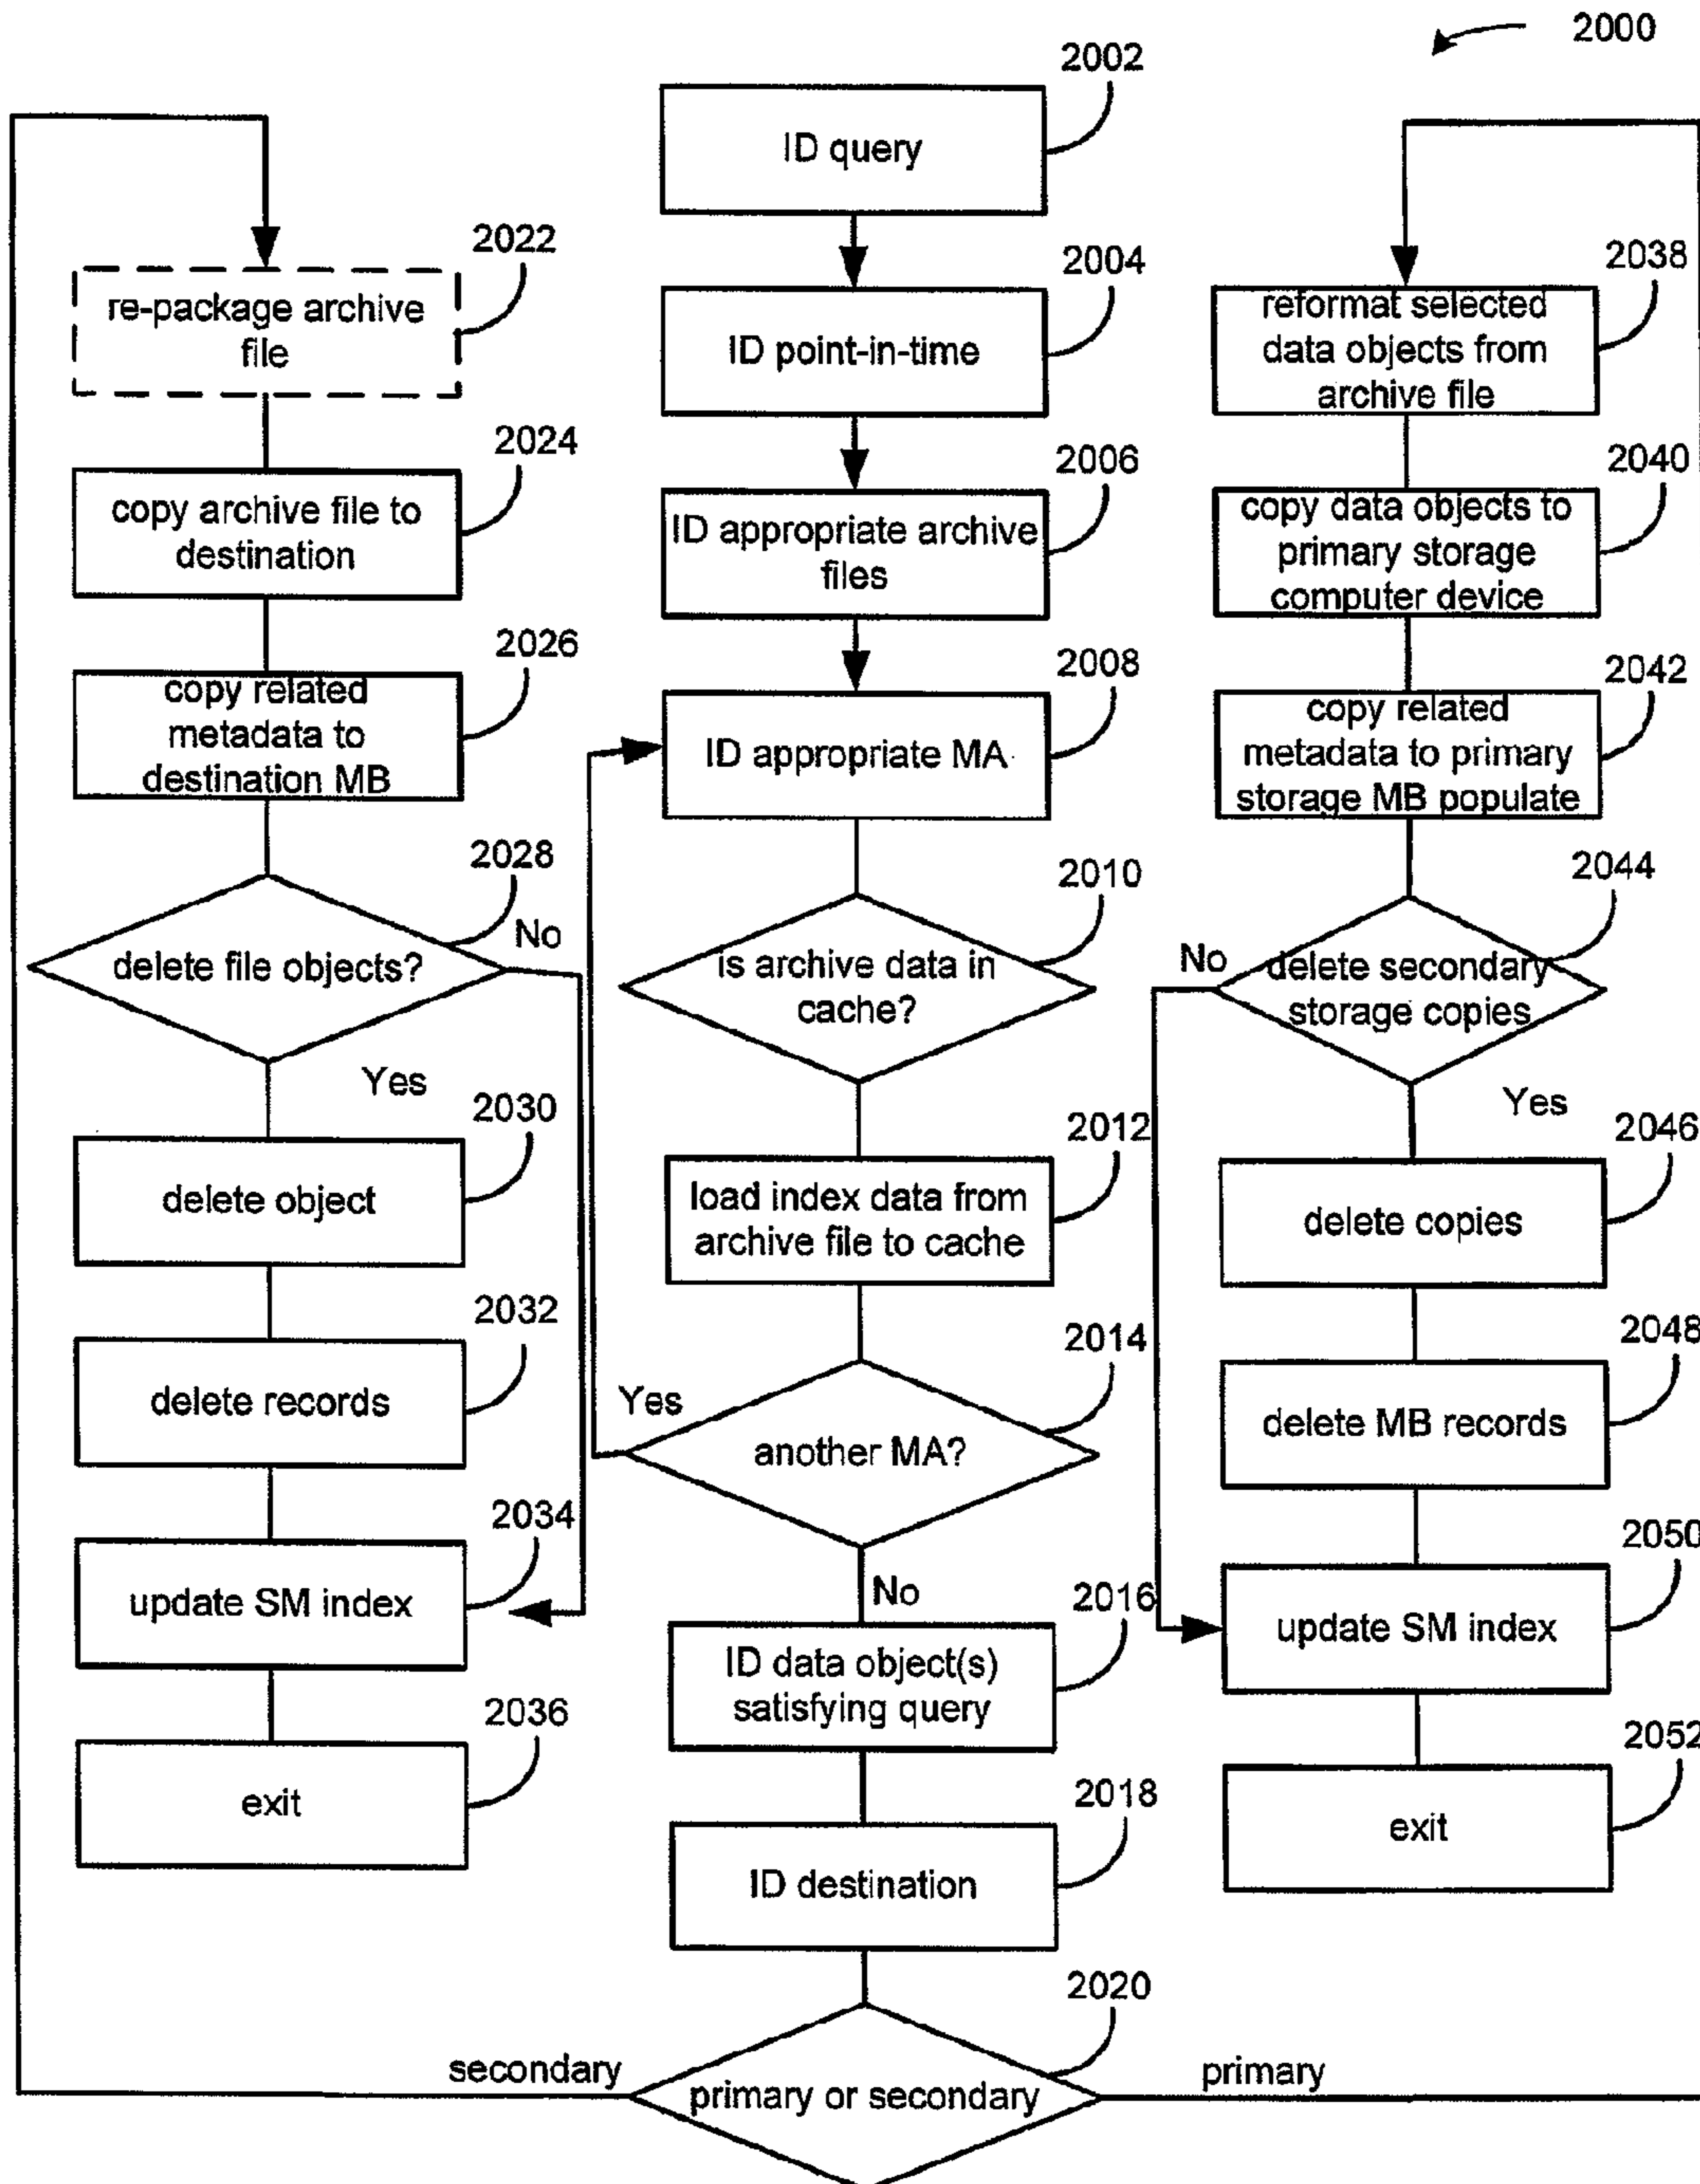 2000
2002
ID query
2022
re-package archive
file
2004
ID point-in-time
2038
reformat selected
data objects from
archive file
2024
copy archive file to
destination
2006
ID appropriate archive
files
2040
copy data objects to
primary storage
computer device
2026
copy related
metadata to
destination MB
2008
ID appropriate MA
2042
copy related
metadata to primary
storage MB populate
2028
delete file objects?
No
Yes
2010
is archive data in
cache?
2044
delete secondary
storage copies
No
Yes
2030
delete object
2012
load index data from
archive file to cache
2046
delete copies
2032
delete records
2014
another MA?
Yes
No
2048
delete MB records
2034
update SM index
2016
ID data object(s)
satisfying query
2050
update SM index
2036
exit
2018
ID destination
2052
exit
2020
primary or secondary
secondary
primary